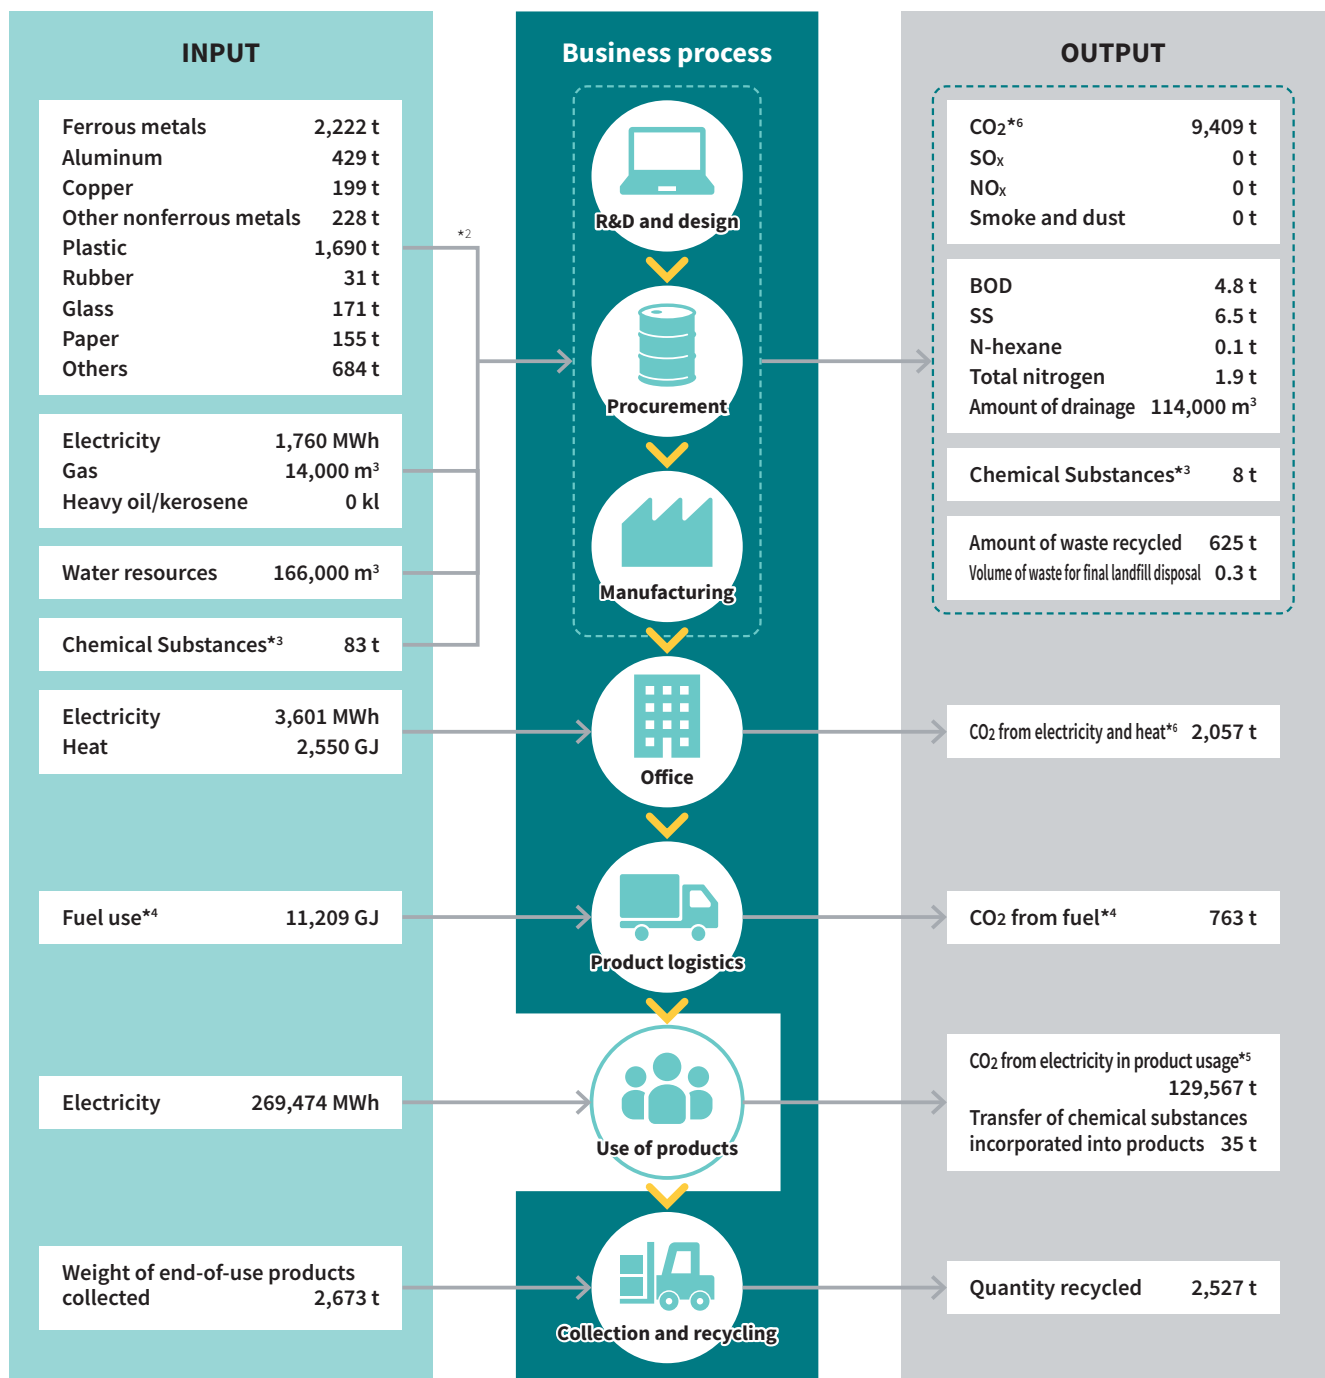 INPUT
Ferrous metals 2,222 t
Aluminum 429 t
Copper 199 t
Other nonferrous metals 228 t
Plastic 1,690 t
Rubber 31 t
Glass 171 t
Paper 155 t
Others 684 t
*2
Electricity 1,760 MWh
Gas 14,000 m³
Heavy oil/kerosene 0 kl
Water resources 166,000 m³
Chemical Substances*3 83 t
Electricity 3,601 MWh
Heat 2,550 GJ
Fuel use*4 11,209 GJ
Electricity 269,474 MWh
Weight of end-of-use products
collected 2,673 t
Business process
R&D and design
Procurement
Manufacturing
Office
Product logistics
Use of products
Collection and recycling
OUTPUT
CO2*6 9,409 t
SOx 0 t
NOx 0 t
Smoke and dust 0 t
BOD 4.8 t
SS 6.5 t
N-hexane 0.1 t
Total nitrogen 1.9 t
Amount of drainage 114,000 m³
Chemical Substances*3 8 t
Amount of waste recycled 625 t
Volume of waste for final landfill disposal 0.3 t
CO2 from electricity and heat*6 2,057 t
CO2 from fuel*4 763 t
CO2 from electricity in product usage*5
129,567 t
Transfer of chemical substances
incorporated into products 35 t
Quantity recycled 2,527 t